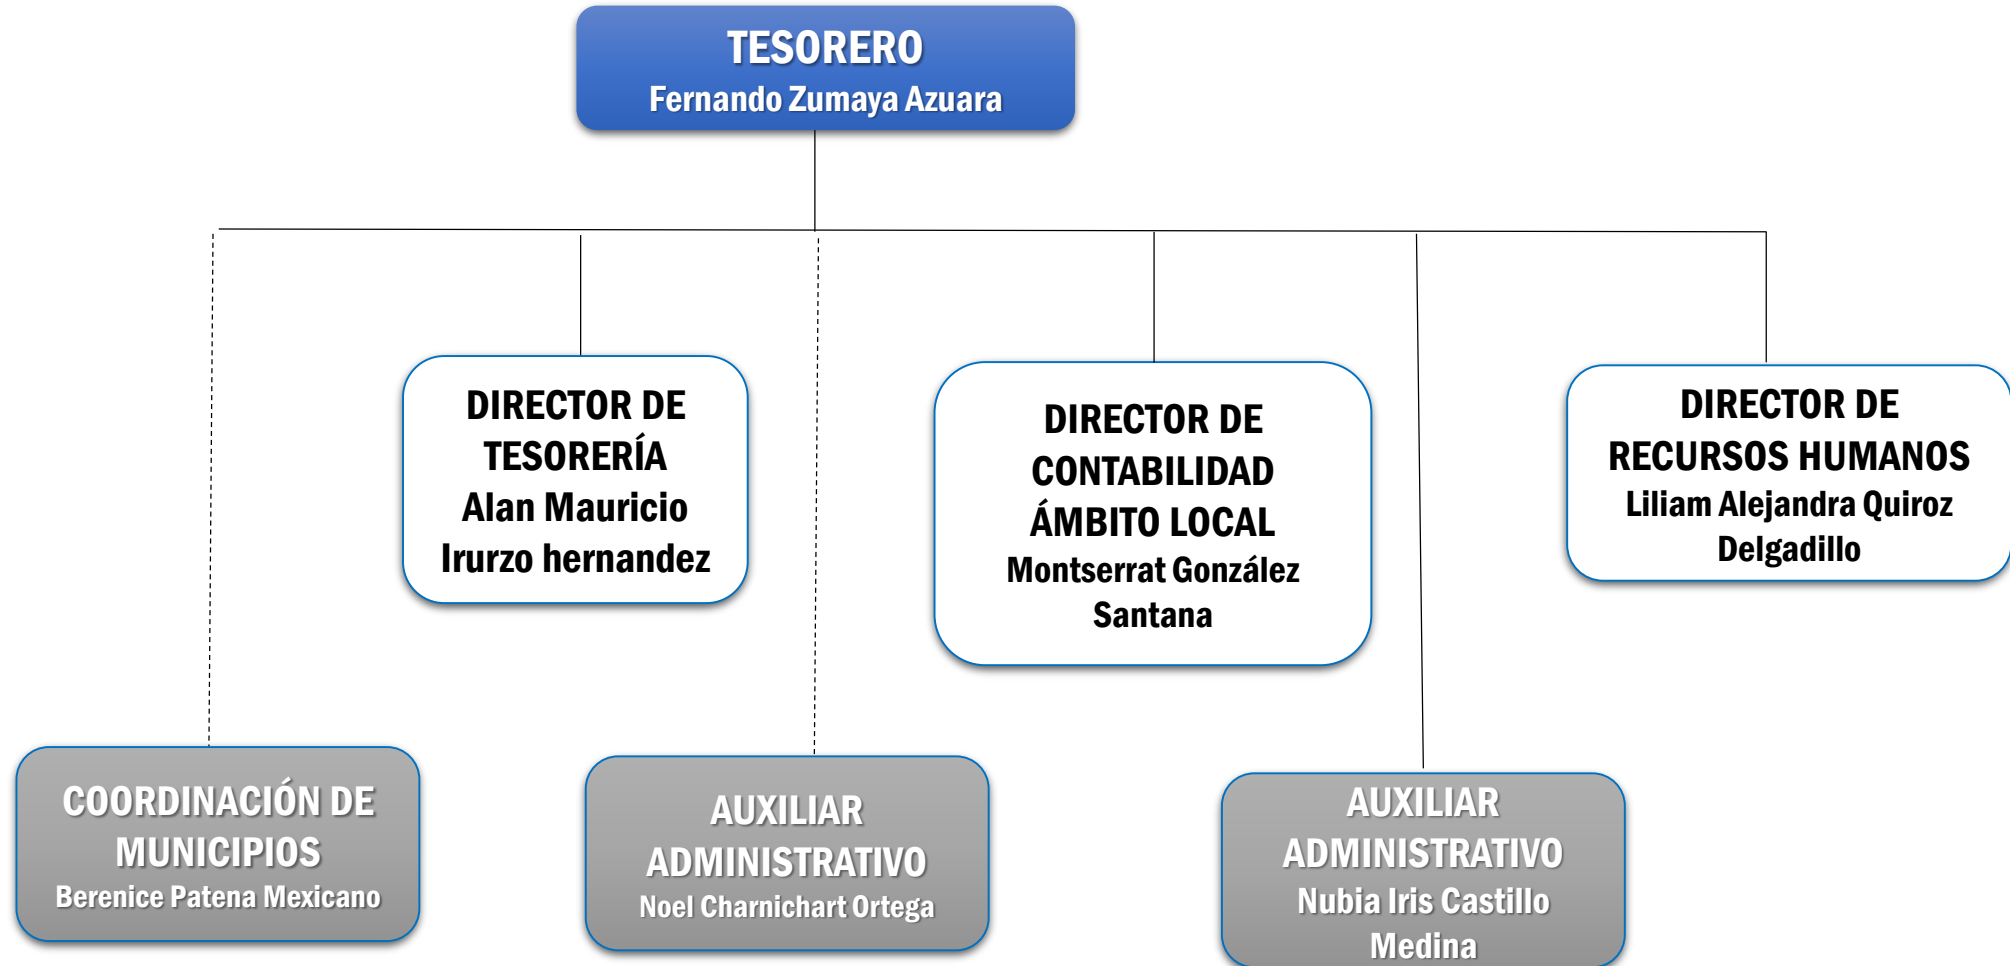 TESORERO
Fernando Zumaya Azuara
DIRECTOR DE
TESORERÍA
Alan Mauricio
Irurzo hernandez
DIRECTOR DE
CONTABILIDAD
ÁMBITO LOCAL
Montserrat González
Santana
DIRECTOR DE
RECURSOS HUMANOS
Liliam Alejandra Quiroz
Delgadillo
COORDINACIÓN DE
MUNICIPIOS
Berenice Patena Mexicano
AUXILIAR
ADMINISTRATIVO
Noel Charnichart Ortega
AUXILIAR
ADMINISTRATIVO
Nubia Iris Castillo
Medina